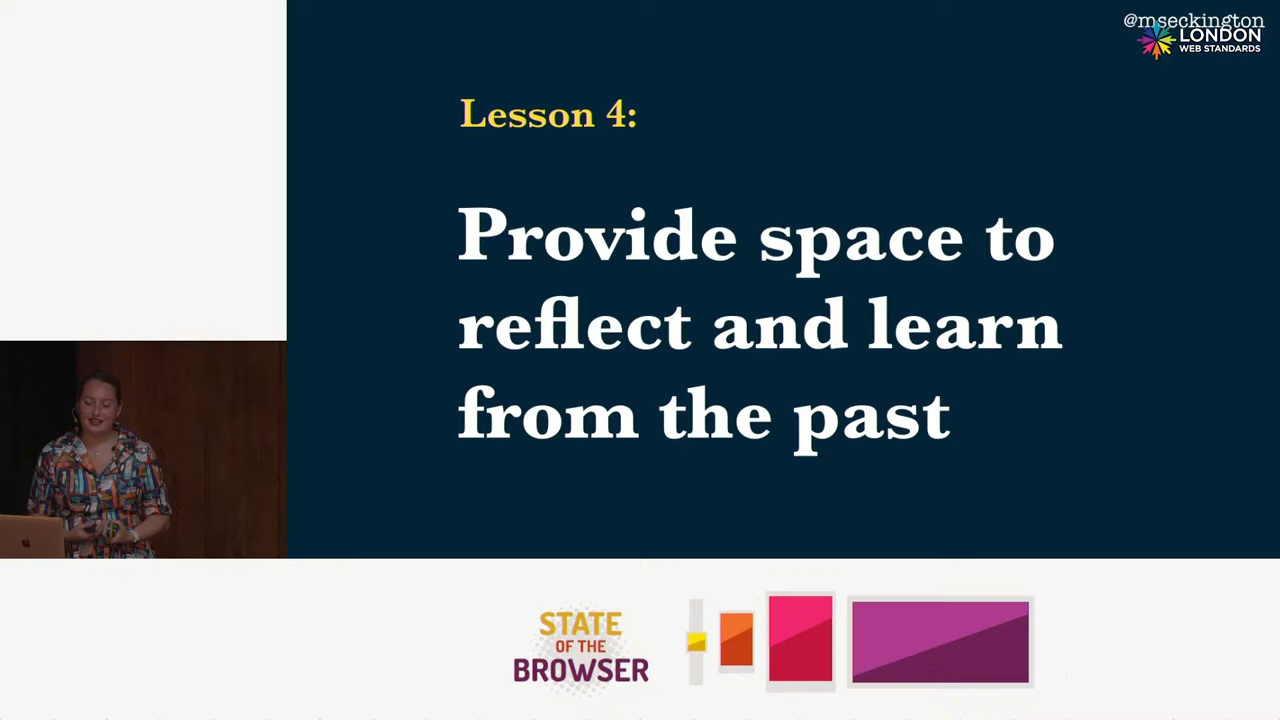 @mseckington
LONDON
WEB STANDARDS
Lesson 4:
Provide space to
reflect and learn
from the past
STATE
OF THE
BROWSER